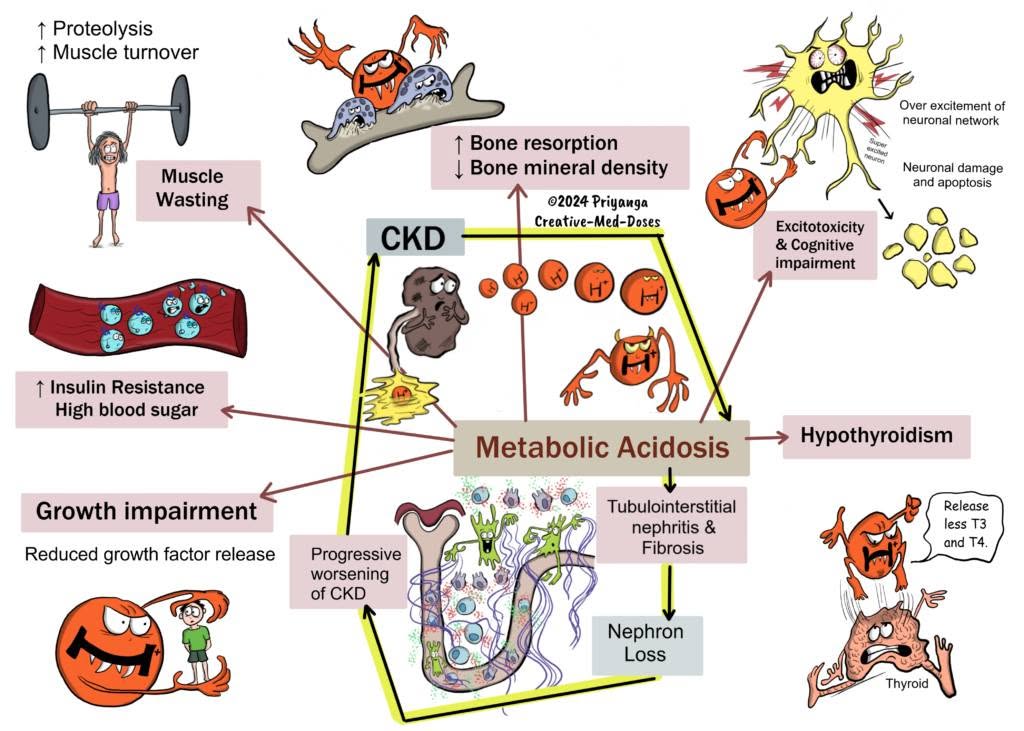 ↑ Proteolysis
↑ Muscle turnover
Muscle
Wasting
↑ Bone resorption
↓ Bone mineral density
©2024 Priyanga
Creative-Med-Doses
Over excitement of
neuronal network
Super
excited
neuron
Neuronal damage
and apoptosis
Excitotoxicity
& Cognitive
impairment
CKD
H+
H+
H+
H+
H+
H+
H+
H+
↑ Insulin Resistance
High blood sugar
Metabolic Acidosis
Hypothyroidism
Growth impairment
Reduced growth factor release
Tubulointerstitial
nephritis &
Fibrosis
Progressive
worsening
of CKD
Nephron
Loss
Release
less T3
and T4.
Thyroid